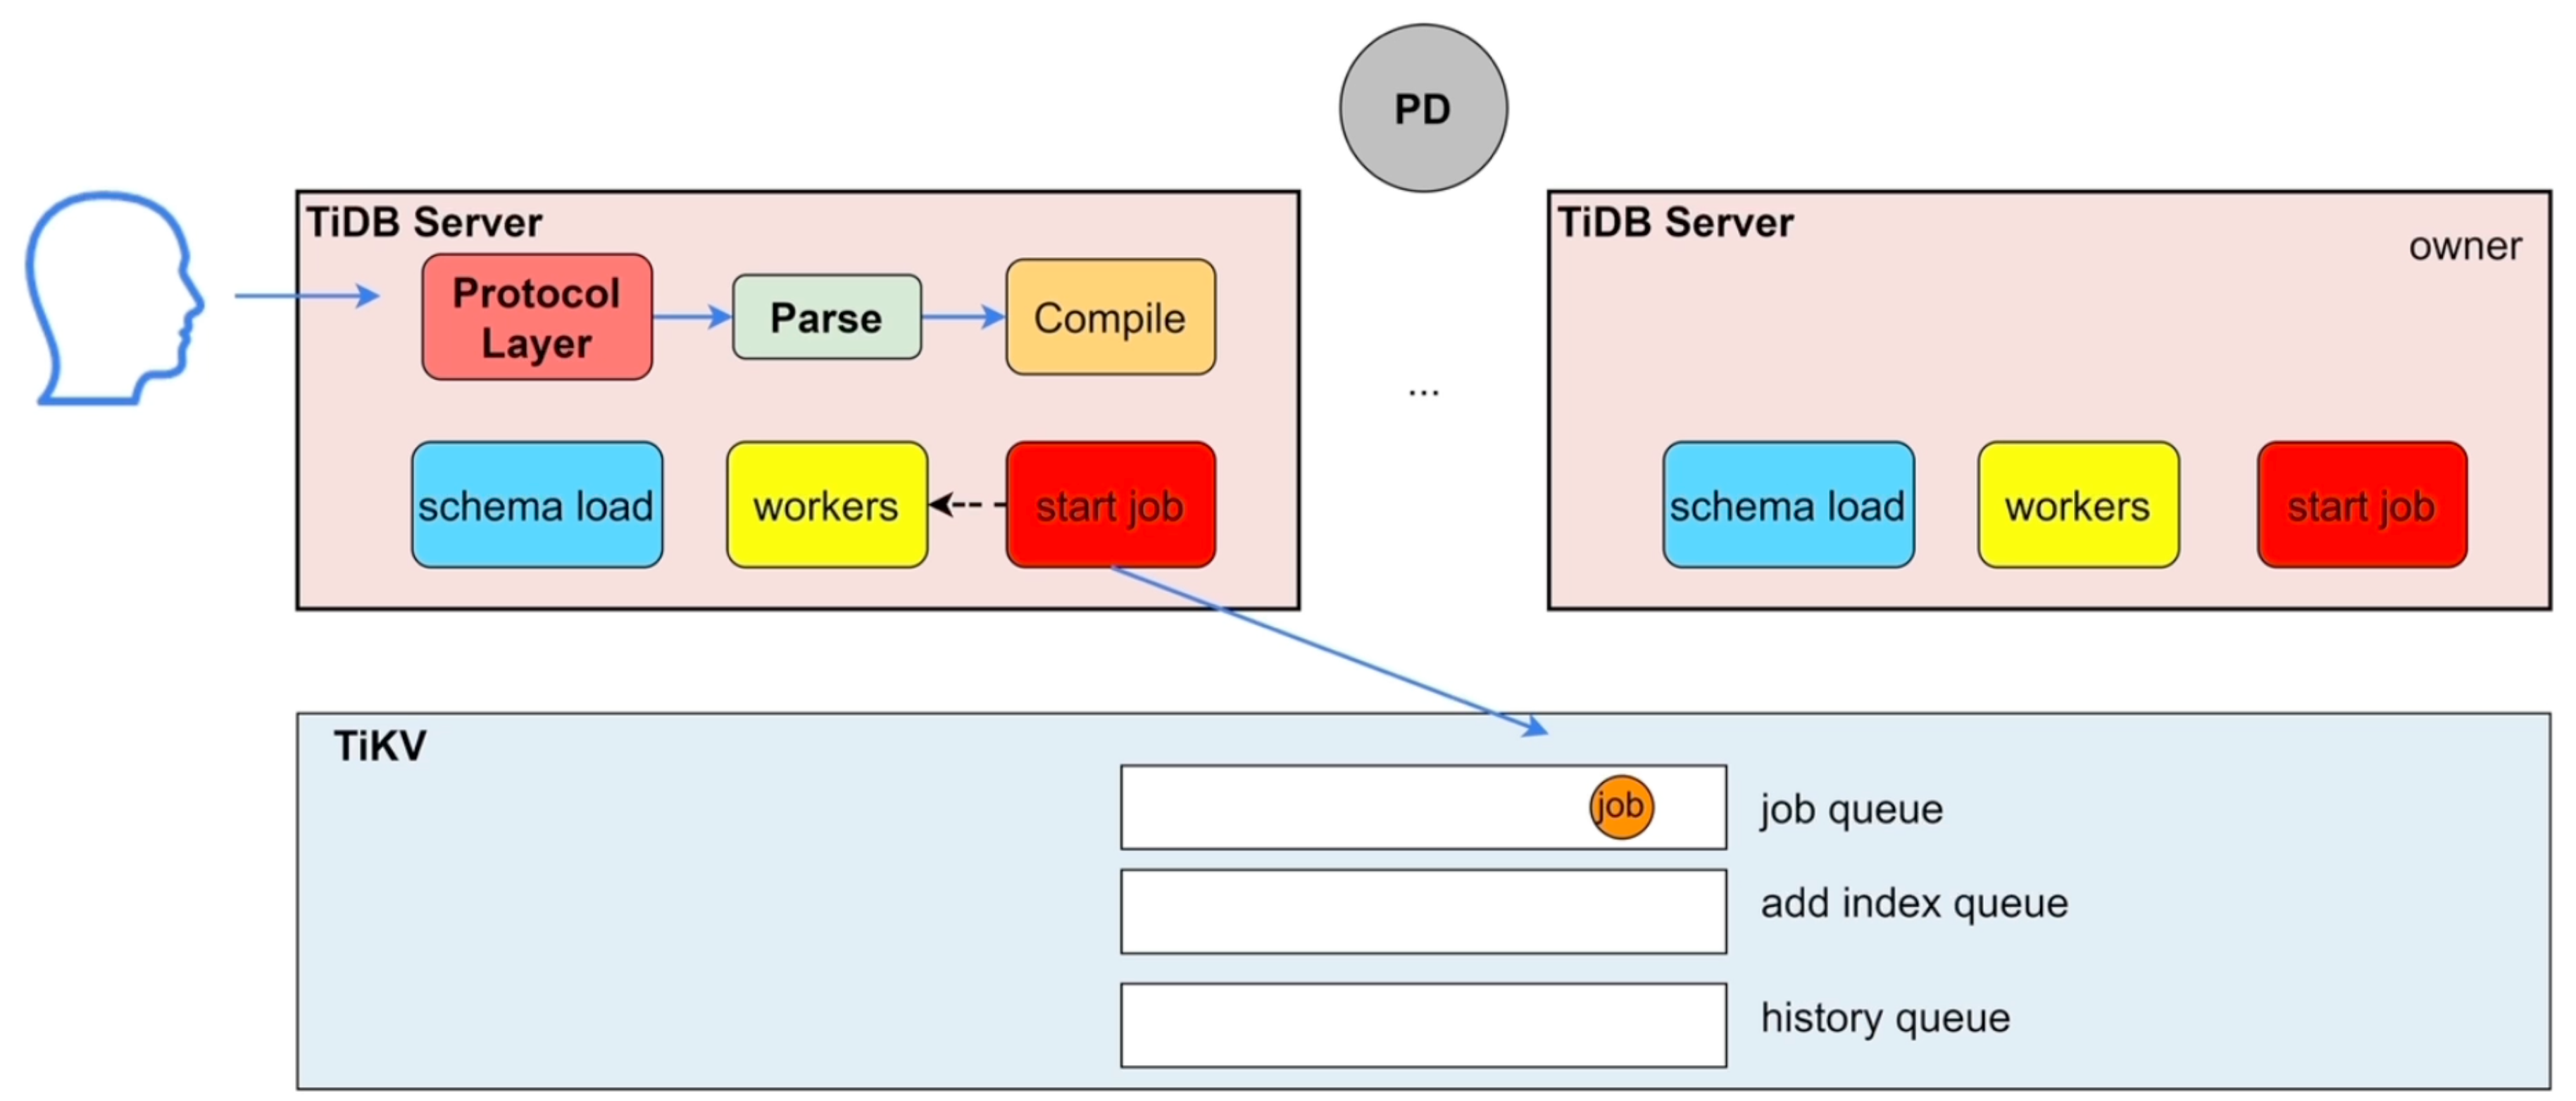 PD
TiDB Server
Protocol
Layer
Parse
Compile
schema load
workers
start job
...
TiDB Server
owner
schema load
workers
start job
TiKV
job
job queue
add index queue
history queue